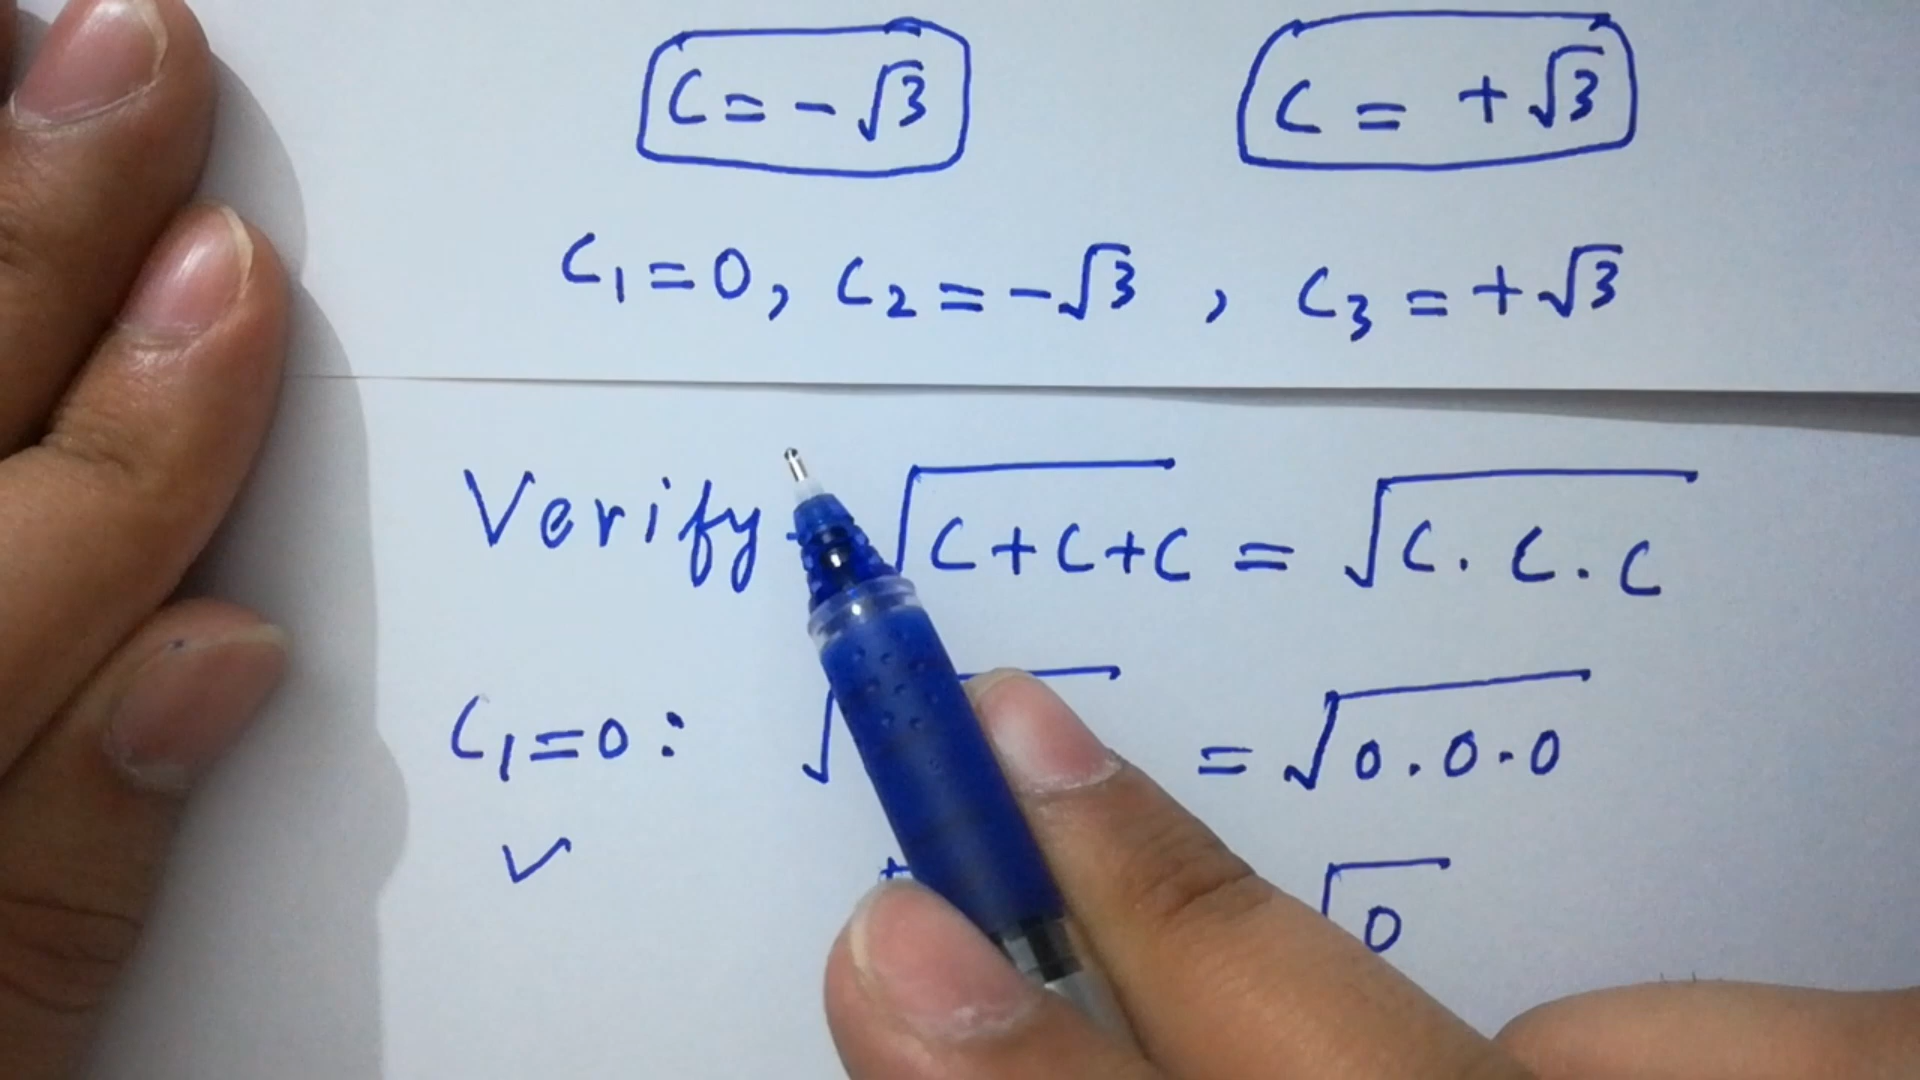 C = - √3 C = + √3
C₁ = 0, C₂ = - √3 , C₃ = + √3
Verify √C + C + C = √C . C . C
C₁ = 0 : √ = √0 . 0 . 0
✓ √0